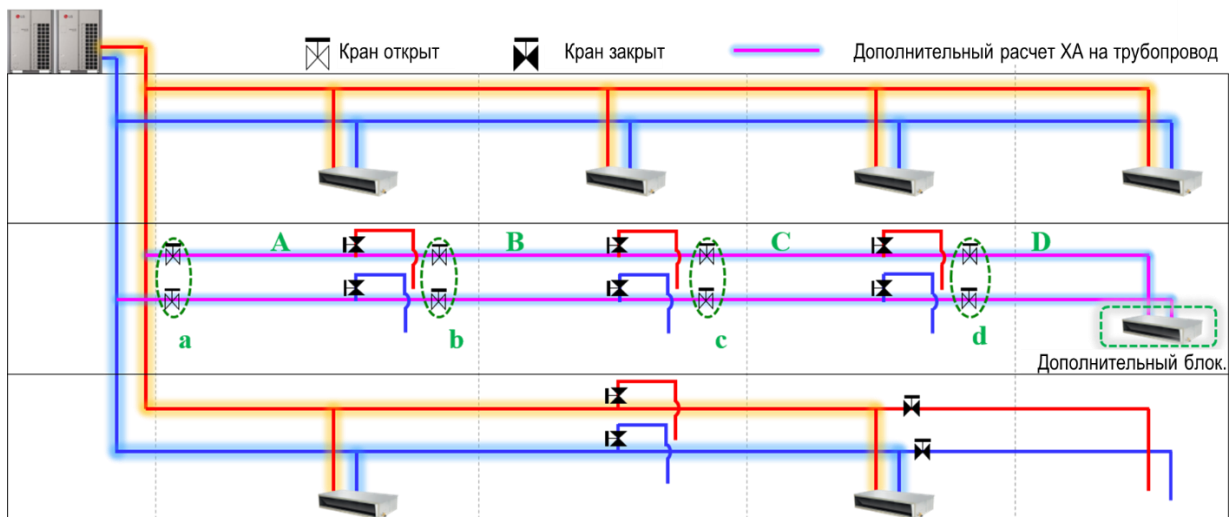 Кран открыт
Кран закрыт
Дополнительный расчет ХА на трубопровод
A
B
C
D
a
b
c
d
Дополнительный блок.